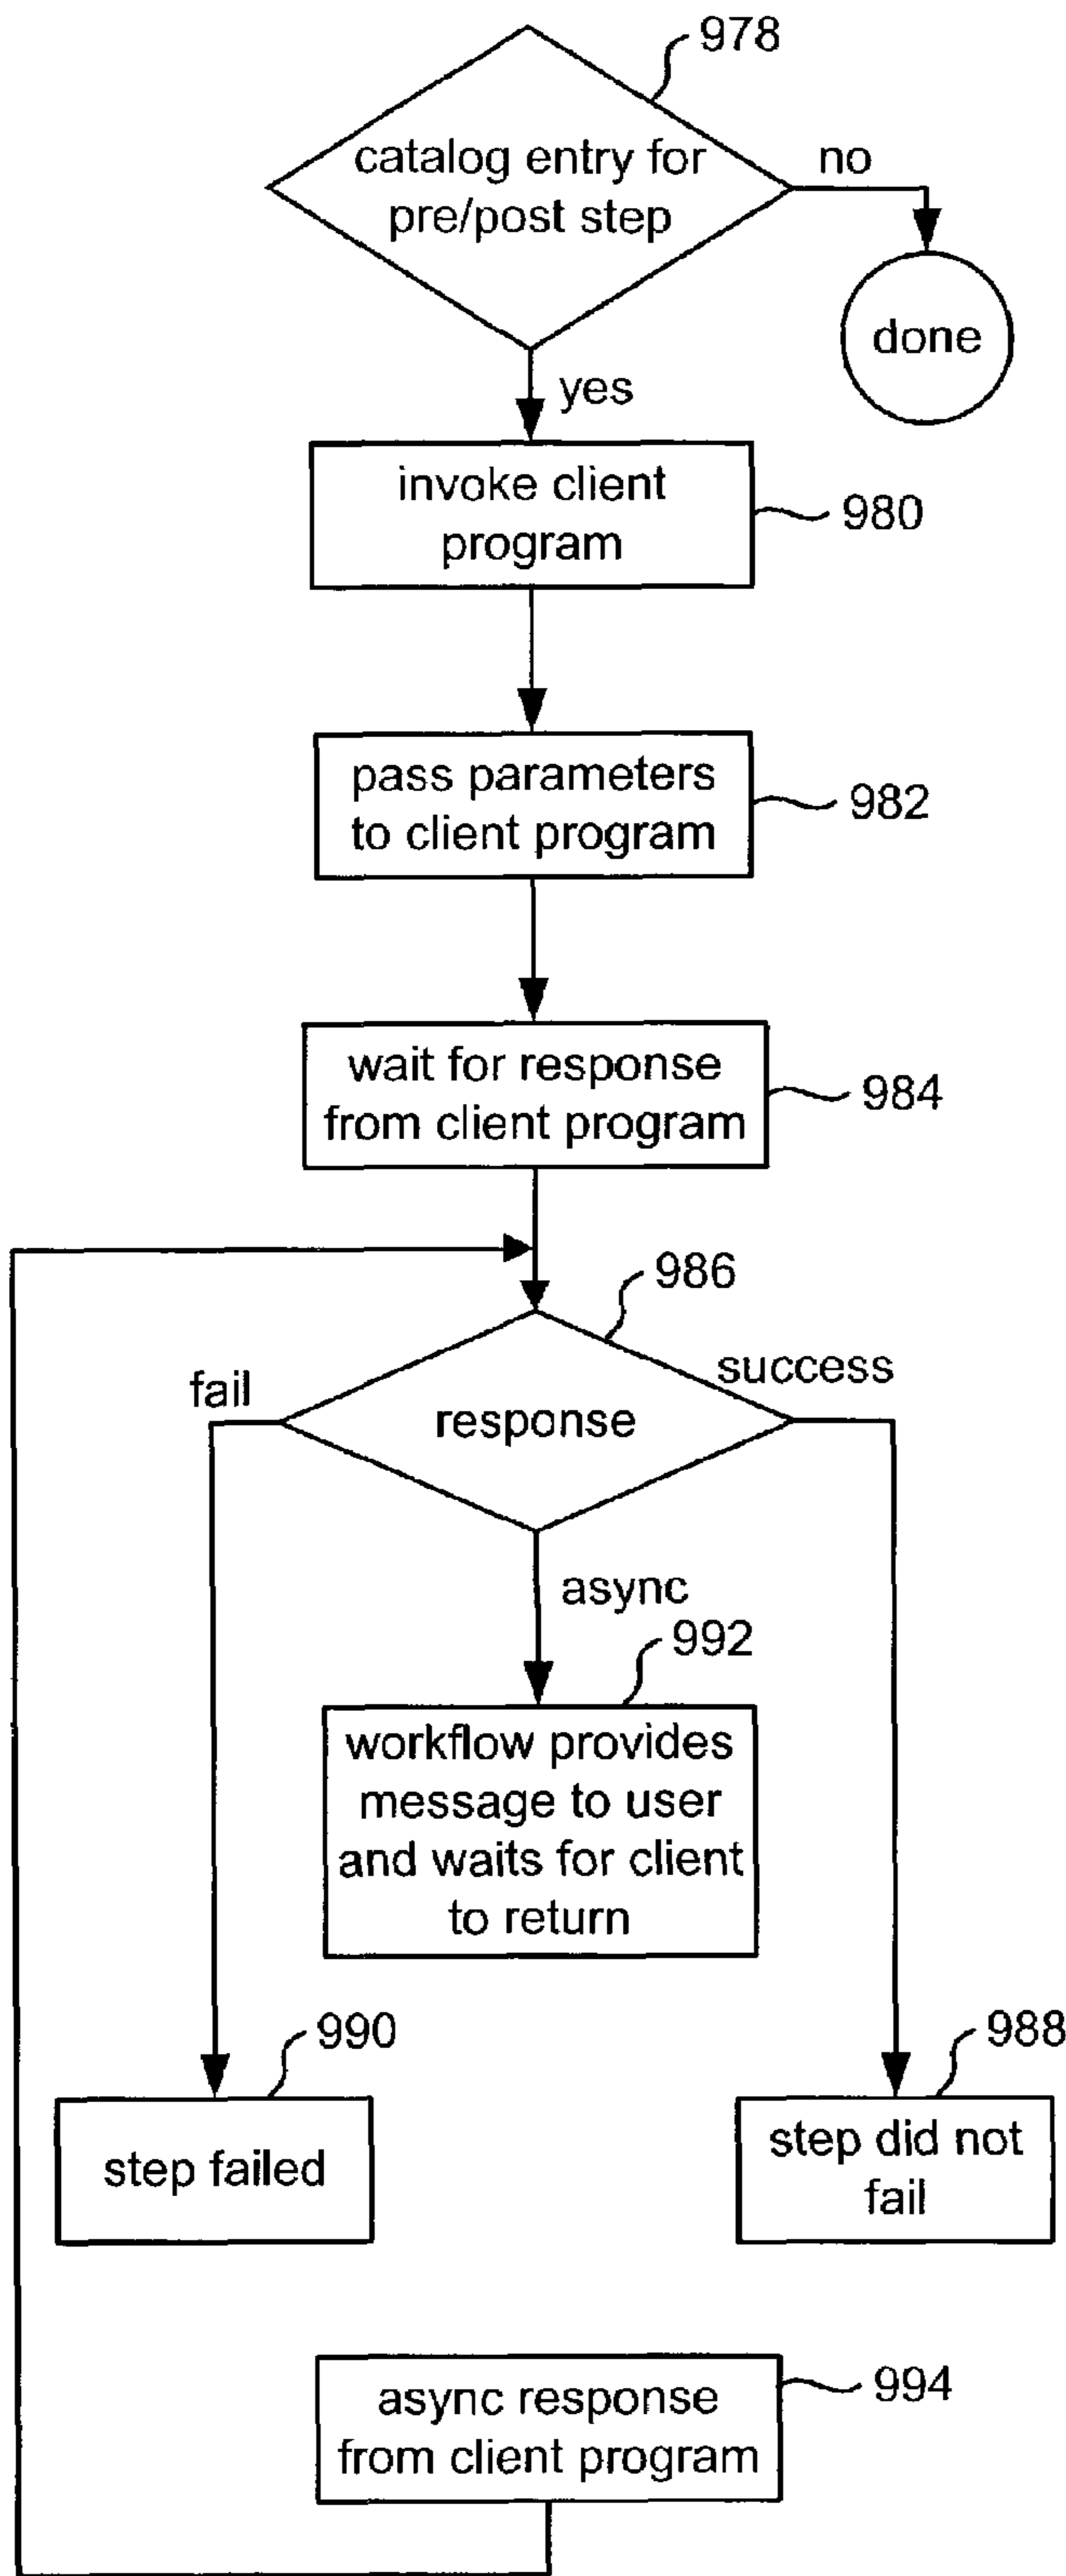 978
catalog entry for
pre/post step
no
done
yes
invoke client
program
980
pass parameters
to client program
982
wait for response
from client program
984
986
fail
success
response
async
992
workflow provides
message to user
and waits for client
to return
990
988
step failed
step did not
fail
994
async response
from client program